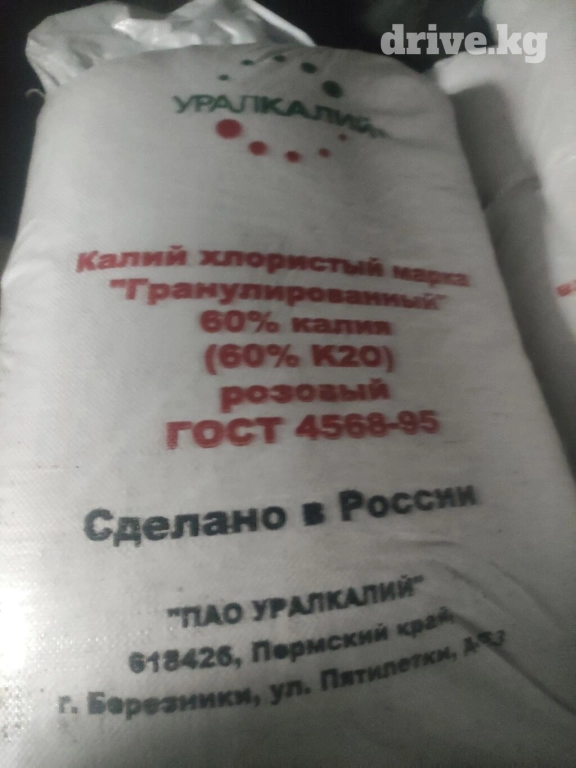 drive.kg
УРАЛКАЛИЙ
Калий хлористый марка
"Гранулированный"
60% калия
(60% K2O)
розовый
ГОСТ 4568-95
Сделано в России
"ПАО УРАЛКАЛИЙ"
618426, Пермский край,
г. Березники, ул. Пятилетки,